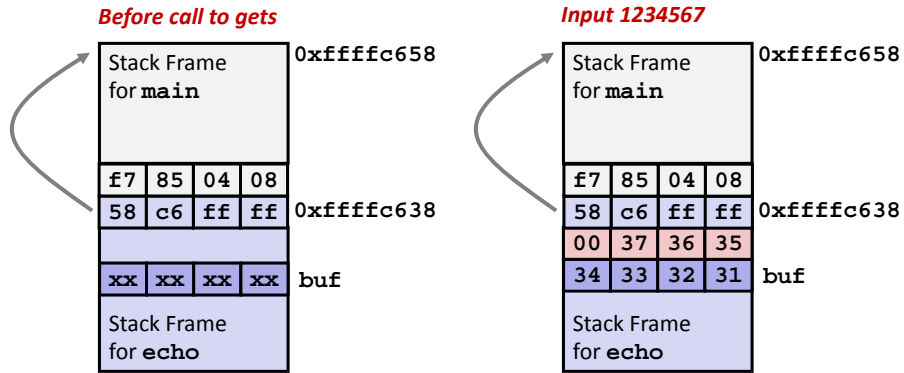 Before call to gets
0xffffc658
Stack Frame
for main
f7 85 04 08
58 c6 ff ff 0xffffc638
xx xx xx xx buf
Stack Frame
for echo
Input 1234567
0xffffc658
Stack Frame
for main
f7 85 04 08
58 c6 ff ff 0xffffc638
00 37 36 35
34 33 32 31 buf
Stack Frame
for echo